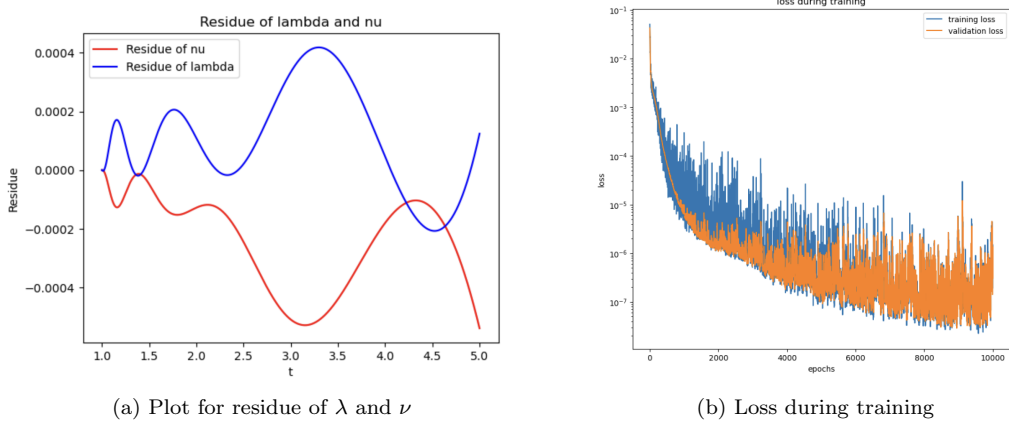 Residue of lambda and nu
Residue of nu
Residue of lambda
0.0004
0.0002
0.0000
−0.0002
−0.0004
Residue
1.0
1.5
2.0
2.5
3.0
3.5
4.0
4.5
5.0
t
(a) Plot for residue of λ and ν
loss during training
training loss
validation loss
10⁻¹
10⁻²
10⁻³
10⁻⁴
10⁻⁵
10⁻⁶
10⁻⁷
loss
0
2000
4000
6000
8000
10000
epochs
(b) Loss during training